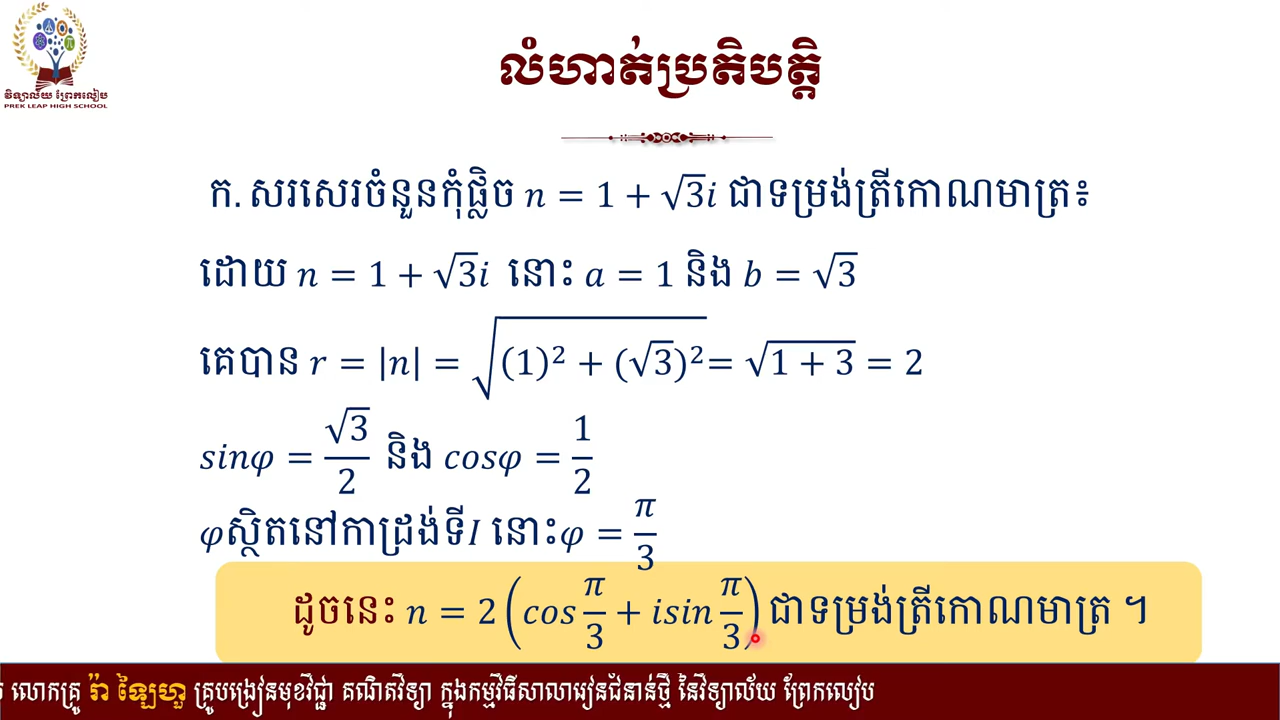 វិទ្យាល័យ ព្រែកលៀប
PREK LEAP HIGH SCHOOL
លំហាត់ប្រតិបត្តិ
ក. សរសេរចំនួនកុំផ្លិច n = 1 + √3i ជាទម្រង់ត្រីកោណមាត្រ៖
ដោយ n = 1 + √3i នោះ a = 1 និង b = √3
គេបាន r = |n| = √((1)² + (√3)²) = √(1 + 3) = 2
sinφ = √3/2 និង cosφ = 1/2
φស្ថិតនៅកាដ្រង់ទីI នោះφ = π/3
ដូចនេះ n = 2(cos π/3 + isin π/3) ជាទម្រង់ត្រីកោណមាត្រ ។
លោកគ្រូ រ៉ា ឡៃហួ គ្រូបង្រៀនមុខវិជ្ជា គណិតវិទ្យា ក្នុងកម្មវិធីសាលារៀនជំនាន់ថ្មី នៃវិទ្យាល័យ ព្រែកលៀប